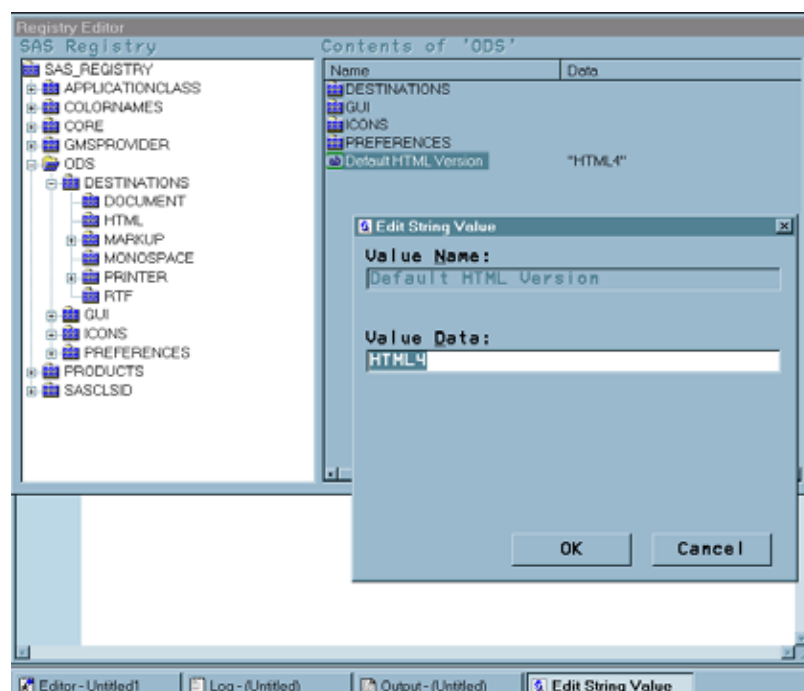 Registry Editor
SAS Registry
Contents of 'ODS'
SAS_REGISTRY
APPLICATIONCLASS
COLORNAMES
CORE
GMSPROVIDER
ODS
DESTINATIONS
DOCUMENT
HTML
MARKUP
MONOSPACE
PRINTER
RTF
GUI
ICONS
PREFERENCES
PRODUCTS
SASCLSID
Name Data
DESTINATIONS
GUI
ICONS
PREFERENCES
ab Default HTML Version "HTML4"
Edit String Value
Value Name:
Default HTML Version
Value Data:
HTML4
OK Cancel
Editor - Untitled1 Log - (Untitled) Output - (Untitled) Edit String Value